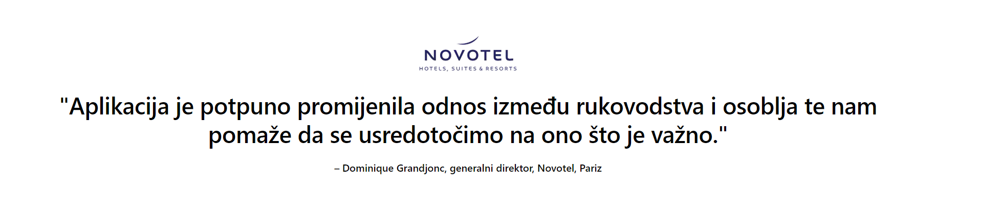 NOVOTEL
HOTELS, SUITES & RESORTS
"Aplikacija je potpuno promijenila odnos između rukovodstva i osoblja te nam
pomaže da se usredotočimo na ono što je važno."
– Dominique Grandjonc, generalni direktor, Novotel, Pariz